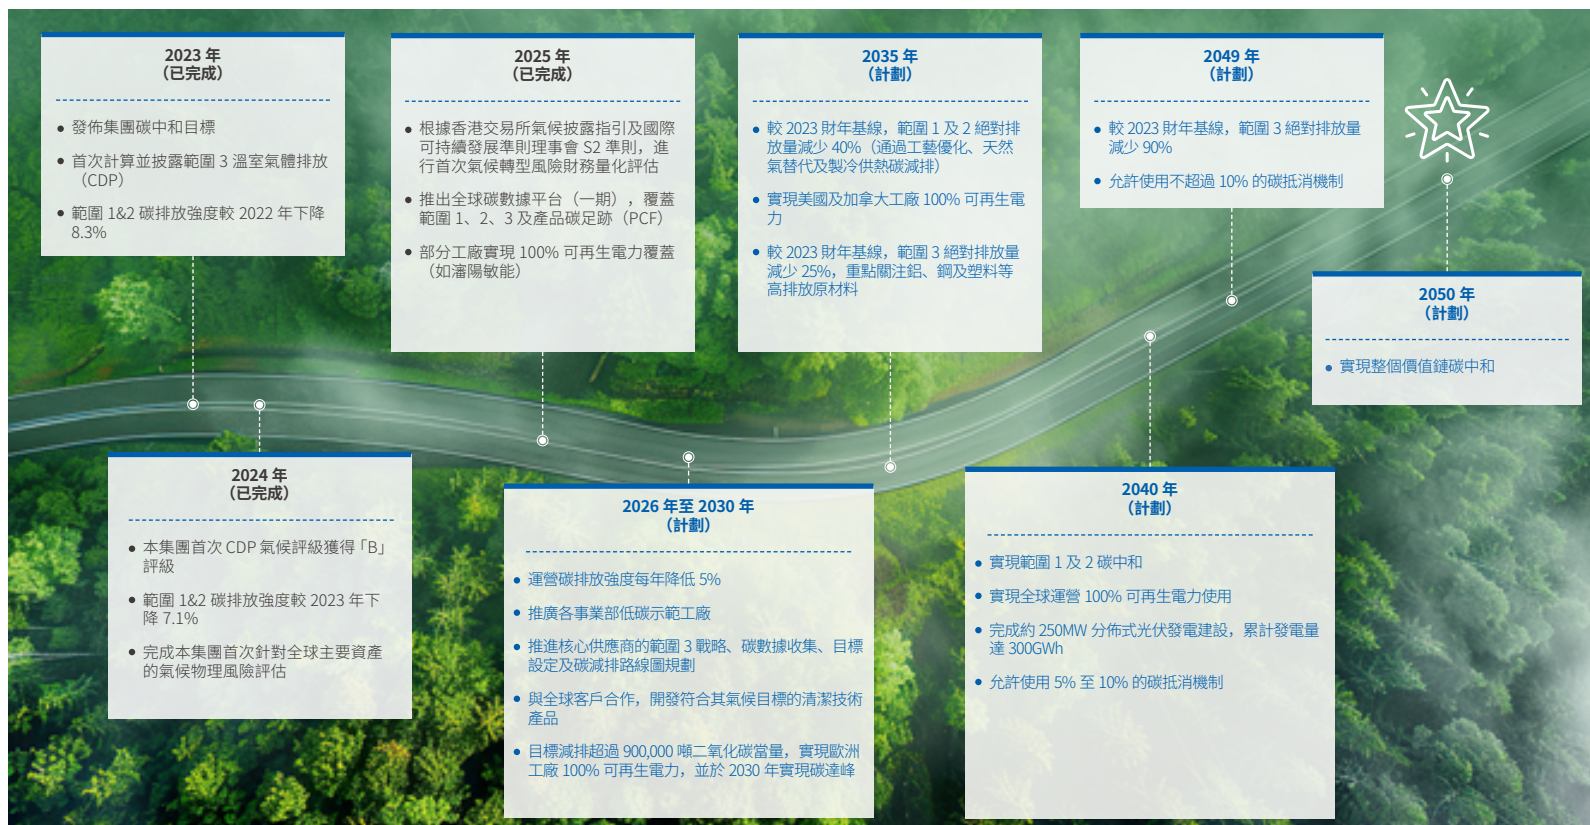 2023 年
（已完成）
● 發佈集團碳中和目標
● 首次計算並披露範圍 3 溫室氣體排放
（CDP）
● 範圍 1&2 碳排放強度較 2022 年下降
8.3%
2024 年
（已完成）
● 本集團首次 CDP 氣候評級獲得「B」
評級
● 範圍 1&2 碳排放強度較 2023 年下
降 7.1%
● 完成本集團首次針對全球主要資產
的氣候物理風險評估
2025 年
（已完成）
● 根據香港交易所氣候披露指引及國際
可持續發展準則理事會 S2 準則，進
行首次氣候轉型風險財務量化評估
● 推出全球碳數據平台（一期），覆蓋
範圍 1、2、3 及產品碳足跡（PCF）
● 部分工廠實現 100% 可再生電力覆蓋
（如瀋陽敏能）
2026 年至 2030 年
（計劃）
● 運營碳排放強度每年降低 5%
● 推廣各事業部低碳示範工廠
● 推進核心供應商的範圍 3 戰略、碳數據收集、目標
設定及碳減排路線圖規劃
● 與全球客戶合作，開發符合其氣候目標的清潔技術
產品
● 目標減排超過 900,000 噸二氧化碳當量，實現歐洲
工廠 100% 可再生電力，並於 2030 年實現碳達峰
2035 年
（計劃）
● 較 2023 財年基線，範圍 1 及 2 絕對排
放量減少 40%（通過工藝優化、天然
氣替代及製冷供熱碳減排）
● 實現美國及加拿大工廠 100% 可再生電
力
● 較 2023 財年基線，範圍 3 絕對排放量
減少 25%，重點關注鋁、鋼及塑料等
高排放原材料
2040 年
（計劃）
● 實現範圍 1 及 2 碳中和
● 實現全球運營 100% 可再生電力使用
● 完成約 250MW 分佈式光伏發電建設，累計發電量
達 300GWh
● 允許使用 5% 至 10% 的碳抵消機制
2049 年
（計劃）
● 較 2023 財年基線，範圍 3 絕對排放量
減少 90%
● 允許使用不超過 10% 的碳抵消機制
2050 年
（計劃）
● 實現整個價值鏈碳中和